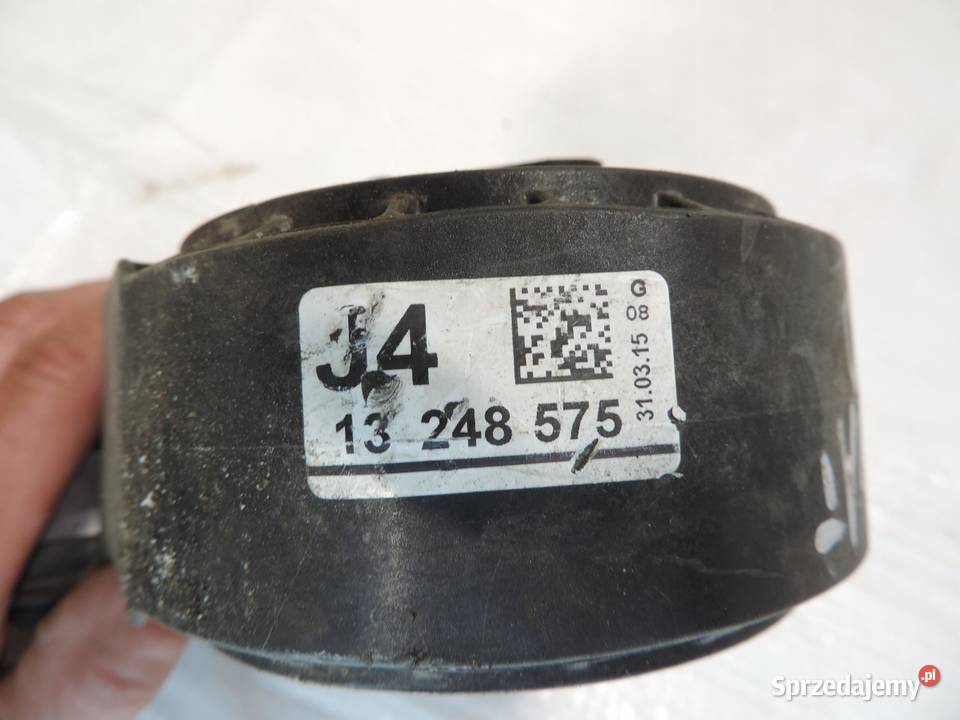 J4
13 248 575
31.03.15 08 G
Sprzedajemy.pl